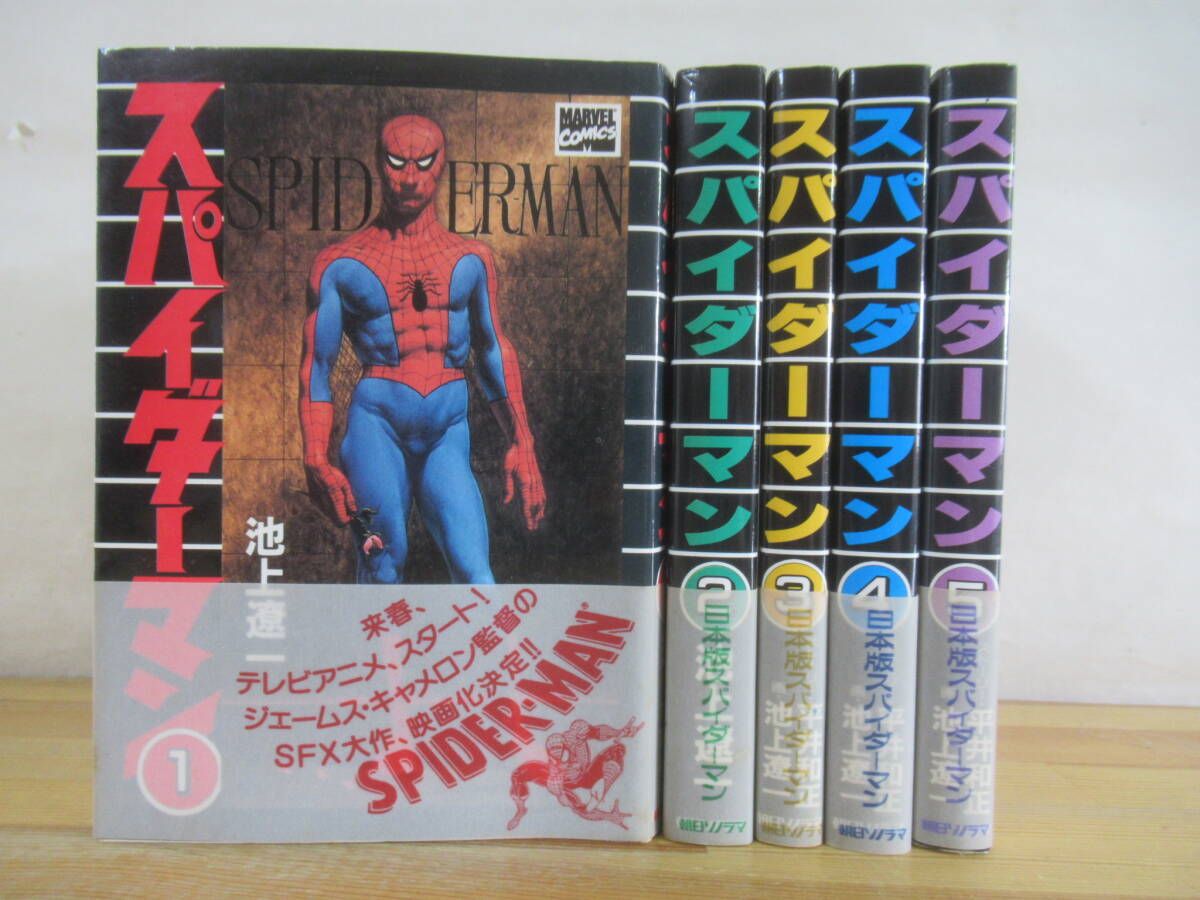 スパイダーマン
1
MARVEL
COMICS
SPIDER-MAN
池上遼一
来春、
テレビアニメ、スタート!
ジェームス・キャメロン監督の
SFX大作、映画化決定!!
SPIDER-MAN
スパイダーマン
2
日本版スパイダーマン
池上遼一
朝日ソノラマ
スパイダーマン
3
日本版スパイダーマン
平井和正
池上遼一
朝日ソノラマ
スパイダーマン
4
日本版スパイダーマン
平井和正
池上遼一
朝日ソノラマ
スパイダーマン
5
日本版スパイダーマン
平井和正
池上遼一
朝日ソノラマ